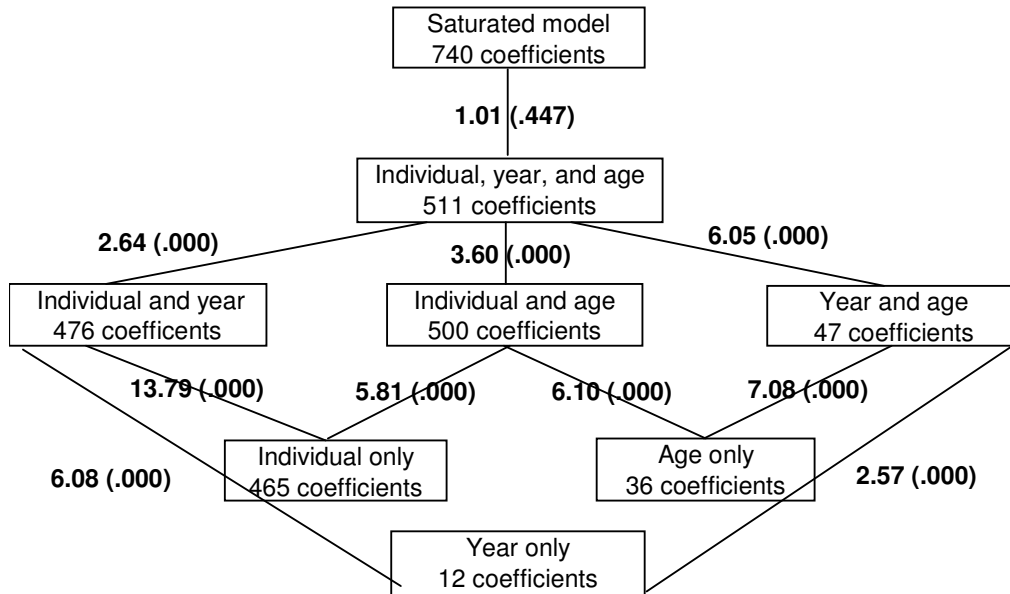 Saturated model
740 coefficients
1.01 (.447)
Individual, year, and age
511 coefficients
2.64 (.000)
3.60 (.000)
6.05 (.000)
Individual and year
476 coefficents
Individual and age
500 coefficients
Year and age
47 coefficients
13.79 (.000)
5.81 (.000)
6.10 (.000)
7.08 (.000)
Individual only
465 coefficients
Age only
36 coefficients
6.08 (.000)
2.57 (.000)
Year only
12 coefficients